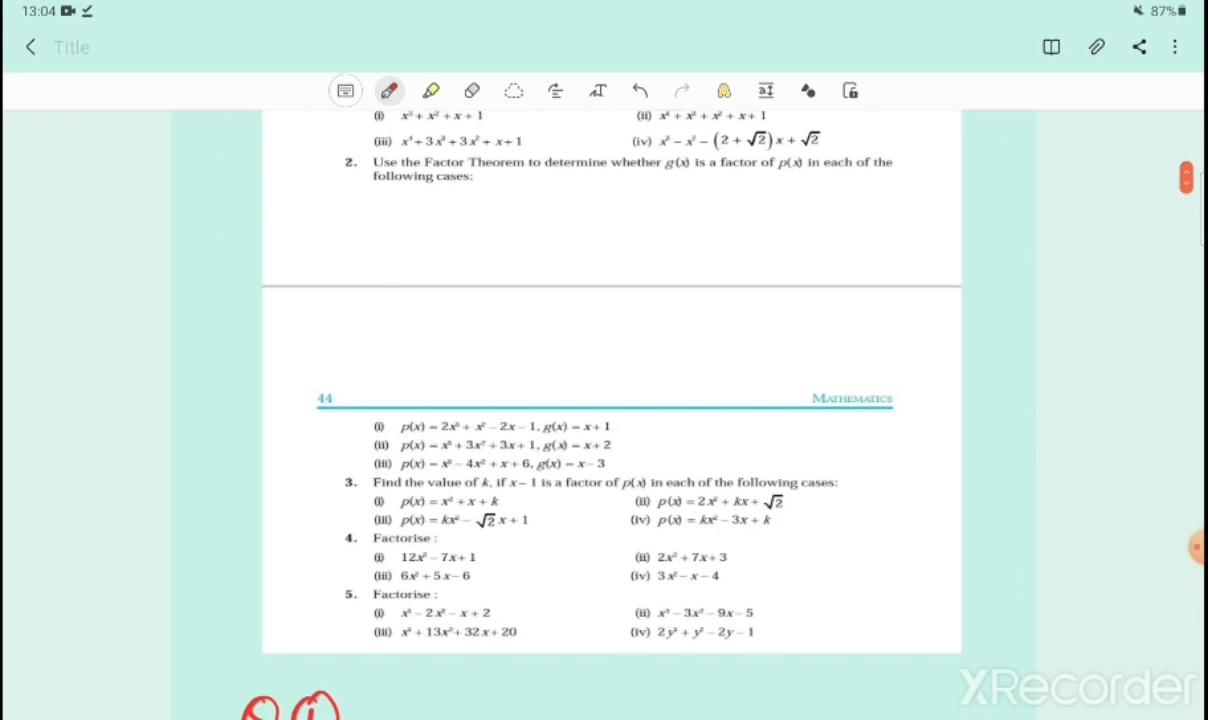 13:04 87%
Title
(i) x³ + x² + x + 1 (ii) x⁴ + x³ + x² + x + 1
(iii) x⁴ + 3x³ + 3x² + x + 1 (iv) x³ – x² – (2 + √2)x + √2
2. Use the Factor Theorem to determine whether g(x) is a factor of p(x) in each of the
following cases:
44 MATHEMATICS
(i) p(x) = 2x³ + x² – 2x – 1, g(x) = x + 1
(ii) p(x) = x³ + 3x² + 3x + 1, g(x) = x + 2
(iii) p(x) = x³ – 4x² + x + 6, g(x) = x – 3
3. Find the value of k, if x – 1 is a factor of p(x) in each of the following cases:
(i) p(x) = x² + x + k (ii) p(x) = 2x² + kx + √2
(iii) p(x) = kx² – √2x + 1 (iv) p(x) = kx² – 3x + k
4. Factorise :
(i) 12x² – 7x + 1 (ii) 2x² + 7x + 3
(iii) 6x² + 5x – 6 (iv) 3x² – x – 4
5. Factorise :
(i) x³ – 2x² – x + 2 (ii) x³ – 3x² – 9x – 5
(iii) x³ + 13x² + 32x + 20 (iv) 2y³ + y² – 2y – 1
XRecorder